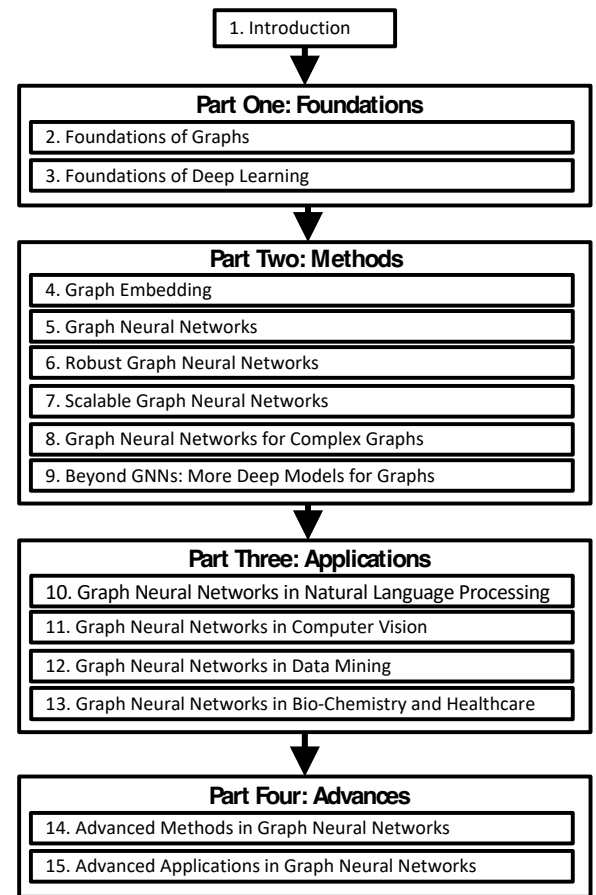 1. Introduction
Part One: Foundations
2. Foundations of Graphs
3. Foundations of Deep Learning
Part Two: Methods
4. Graph Embedding
5. Graph Neural Networks
6. Robust Graph Neural Networks
7. Scalable Graph Neural Networks
8. Graph Neural Networks for Complex Graphs
9. Beyond GNNs: More Deep Models for Graphs
Part Three: Applications
10. Graph Neural Networks in Natural Language Processing
11. Graph Neural Networks in Computer Vision
12. Graph Neural Networks in Data Mining
13. Graph Neural Networks in Bio-Chemistry and Healthcare
Part Four: Advances
14. Advanced Methods in Graph Neural Networks
15. Advanced Applications in Graph Neural Networks